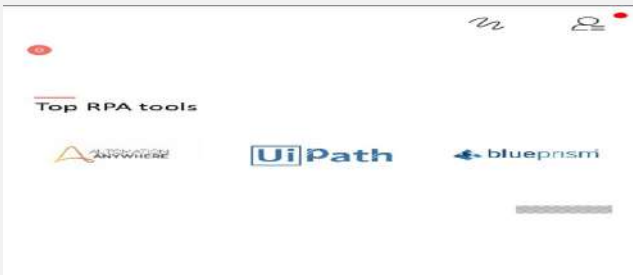 Top RPA tools
AUTOMATION
ANYWHERE
UiPath
blueprism